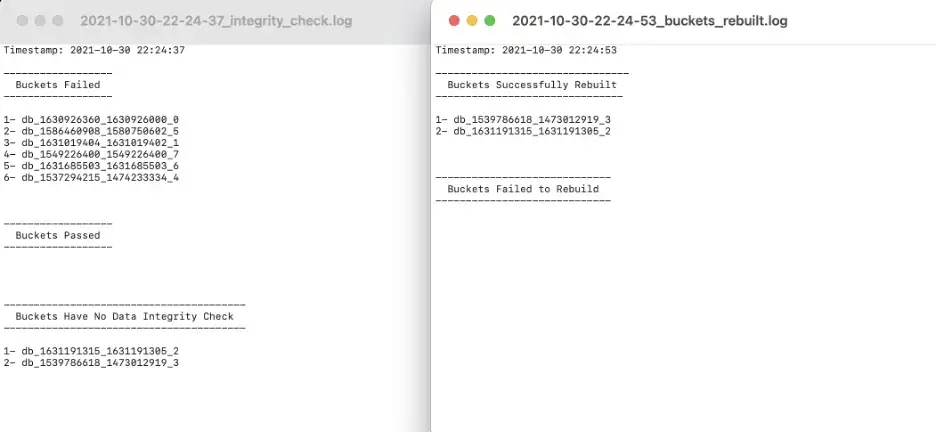 2021-10-30-22-24-37_integrity_check.log
Timestamp: 2021-10-30 22:24:37
------------------
Buckets Failed
------------------
1- db_1630926360_1630926000_0
2- db_1586460908_1580750602_5
3- db_1631019404_1631019402_1
4- db_1549226400_1549226400_7
5- db_1631685503_1631685503_6
6- db_1537294215_1474233334_4
------------------
Buckets Passed
------------------
----------------------------------------
Buckets Have No Data Integrity Check
----------------------------------------
1- db_1631191315_1631191305_2
2- db_1539786618_1473012919_3
2021-10-30-22-24-53_buckets_rebuilt.log
Timestamp: 2021-10-30 22:24:53
--------------------------------
Buckets Successfully Rebuilt
-------------------------------
1- db_1539786618_1473012919_3
2- db_1631191315_1631191305_2
-----------------------------
Buckets Failed to Rebuild
-----------------------------